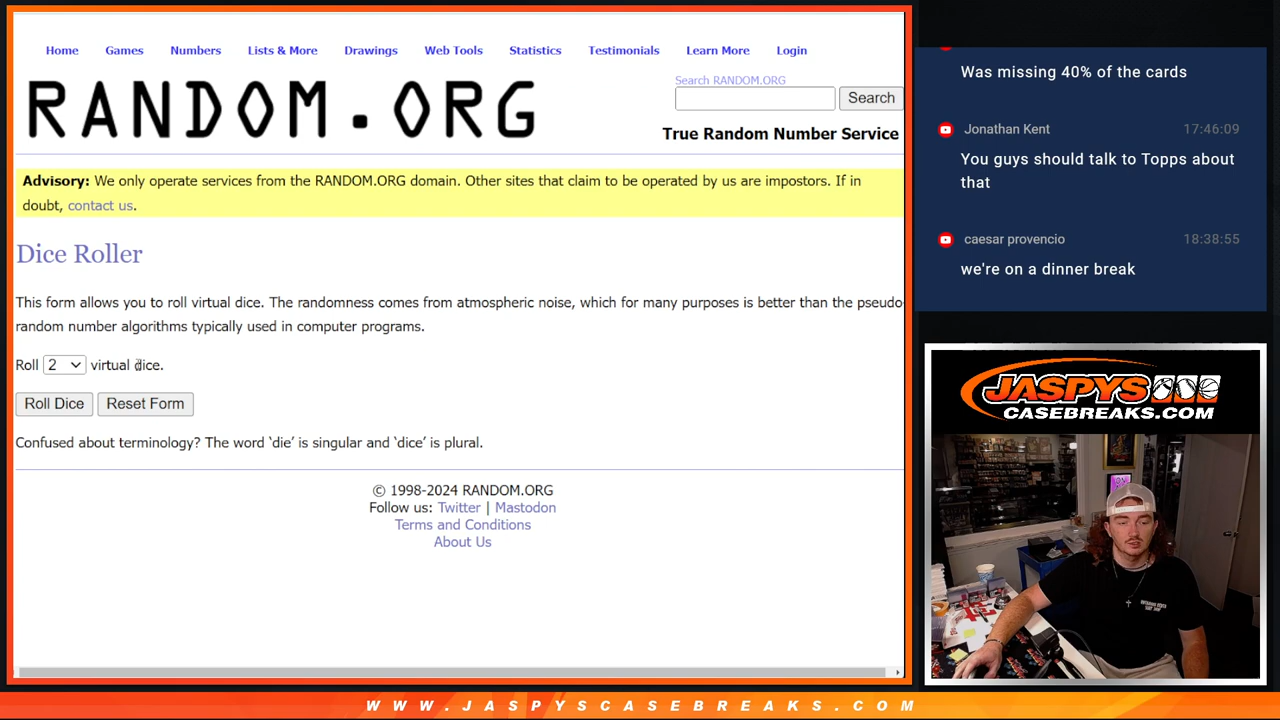 Home Games Numbers Lists & More Drawings Web Tools Statistics Testimonials Learn More Login
RANDOM.ORG
Search RANDOM.ORG
Search
True Random Number Service
Advisory: We only operate services from the RANDOM.ORG domain. Other sites that claim to be operated by us are impostors. If in
doubt, contact us.
Dice Roller
This form allows you to roll virtual dice. The randomness comes from atmospheric noise, which for many purposes is better than the pseudo-
random number algorithms typically used in computer programs.
Roll 2 virtual dice.
Roll Dice Reset Form
Confused about terminology? The word ‘die’ is singular and ‘dice’ is plural.
© 1998-2024 RANDOM.ORG
Follow us: Twitter | Mastodon
Terms and Conditions
About Us
Was missing 40% of the cards
Jonathan Kent 17:46:09
You guys should talk to Topps about
that
caesar provencio 18:38:55
we're on a dinner break
JASPYS
CASEBREAKS.COM
WWW.JASPYSCASEBREAKS.COM